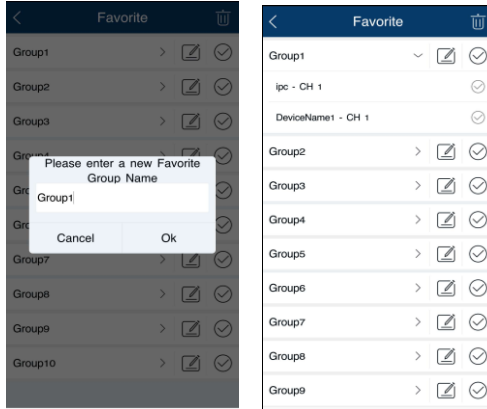 Favorite
Group1
Group2
Group3
Please enter a new Favorite
Group Name
Group1
Cancel Ok
Group7
Group8
Group9
Group10
Favorite
Group1
ipc - CH 1
DeviceName1 - CH 1
Group2
Group3
Group4
Group5
Group6
Group7
Group8
Group9